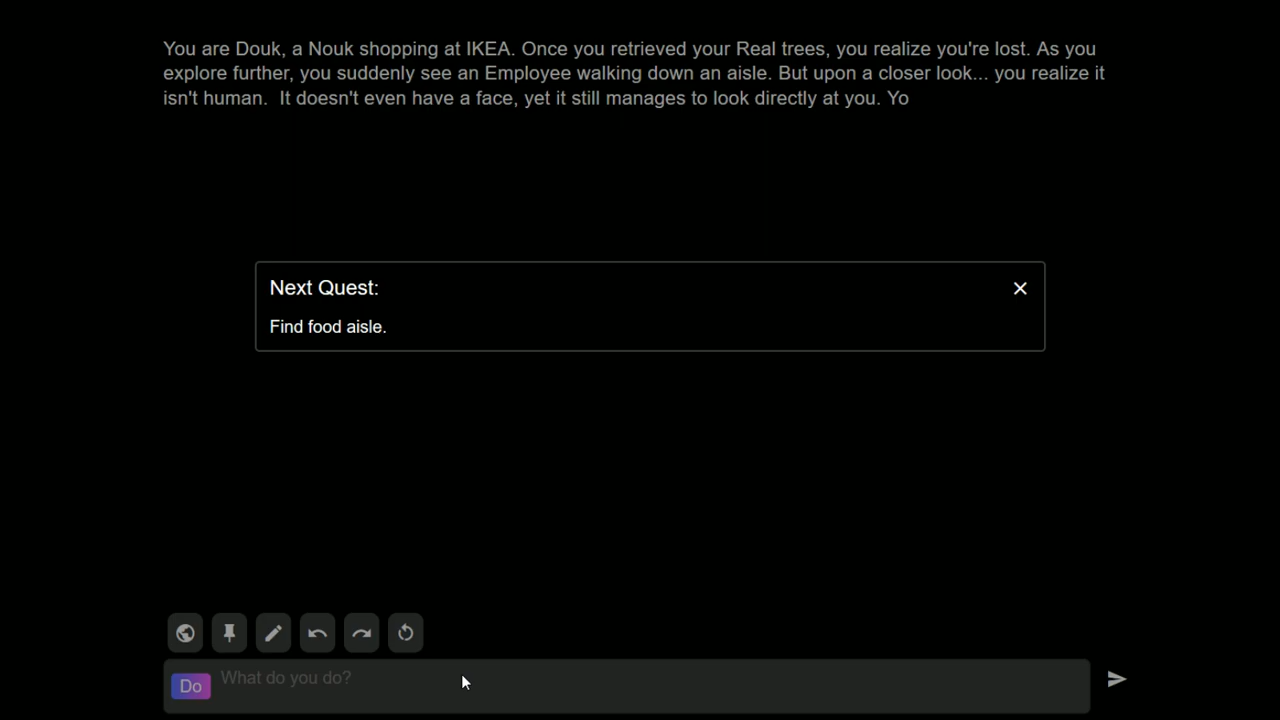 You are Douk, a Nouk shopping at IKEA. Once you retrieved your Real trees, you realize you're lost. As you
explore further, you suddenly see an Employee walking down an aisle. But upon a closer look... you realize it
isn't human.  It doesn't even have a face, yet it still manages to look directly at you. Yo
Next Quest:
Find food aisle.
Do What do you do?